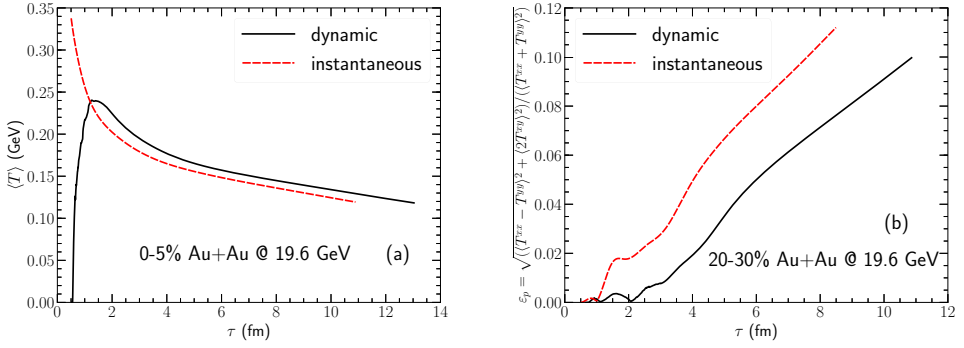 0.35
0.30
0.25
0.20
0.15
0.10
0.05
0.00
⟨T⟩ (GeV)
dynamic
instantaneous
0-5% Au+Au @ 19.6 GeV
(a)
0 2 4 6 8 10 12 14
τ (fm)
0.12
0.10
0.08
0.06
0.04
0.02
0.00
ε_p = √(⟨T^{xx} − T^{yy}⟩² + ⟨2T^{xy}⟩²)/(⟨T^{xx} + T^{yy}⟩²)
dynamic
instantaneous
(b)
20-30% Au+Au @ 19.6 GeV
0 2 4 6 8 10 12
τ (fm)